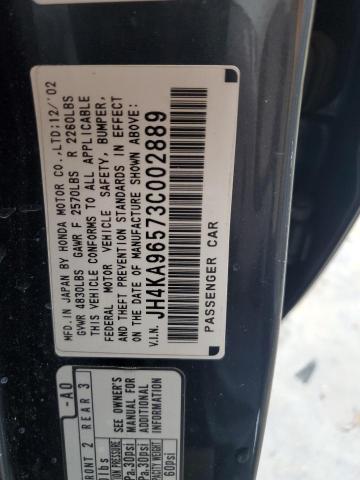 MFD. IN JAPAN BY HONDA MOTOR CO., LTD:12/'02
GVWR 4830LBS GAWR F 2570LBS R 2260LBS
THIS VEHICLE CONFORMS TO ALL APPLICABLE
FEDERAL MOTOR VEHICLE SAFETY, BUMPER,
AND THEFT PREVENTION STANDARDS IN EFFECT
ON THE DATE OF MANUFACTURE SHOWN ABOVE:
V.I.N. JH4KA96573C002889
PASSENGER CAR
-A0
FRONT 2 REAR 3
SEE OWNER'S
MANUAL FOR
ADDITIONAL
INFORMATION